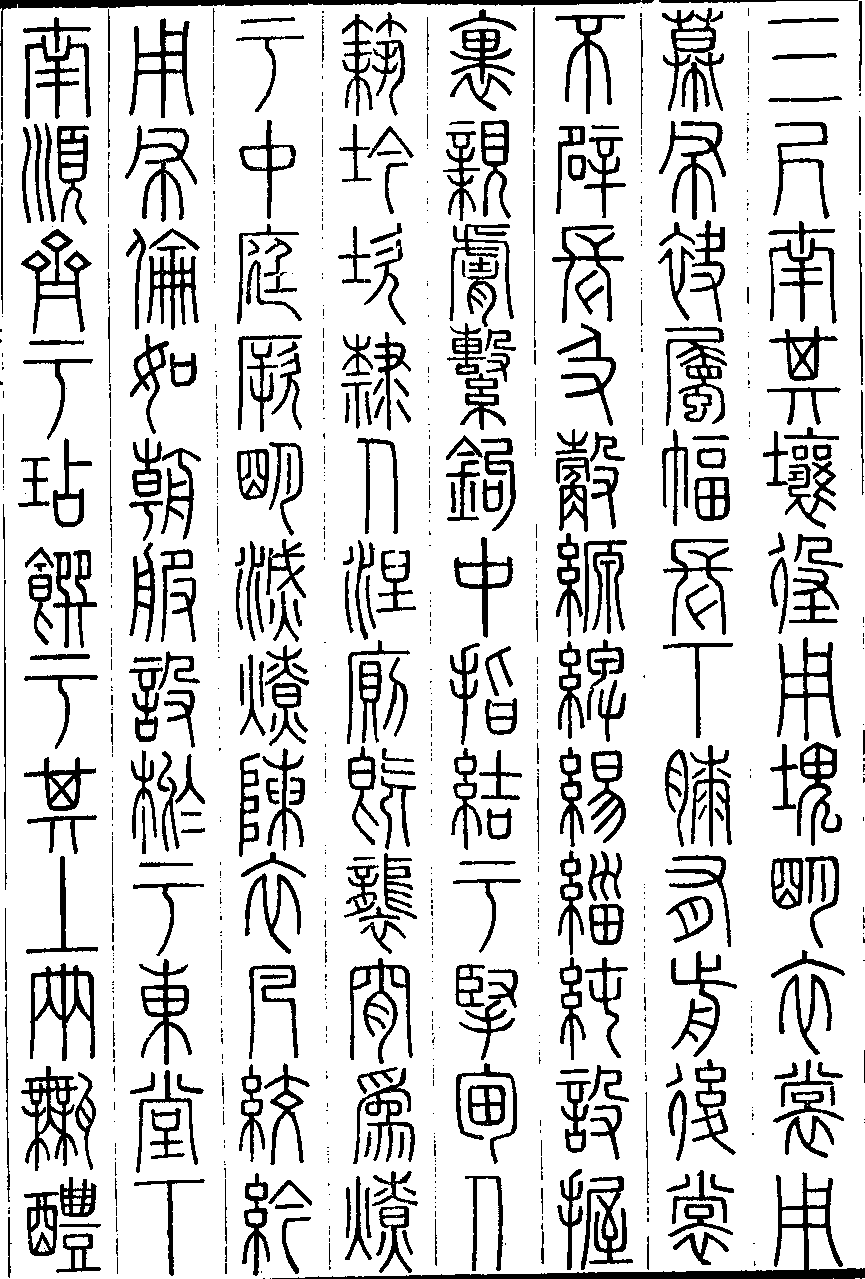 三尺南其壤垼用塊明衣裳用
幕布袂屬幅長下膝有前後裳
不辟長及觳縓綼緆緇純設握
裏親膚繫鉤中指結于掔甸人
築坅坎隸人涅廁既襲宵為燎
于中庭厥明滅燎陳衣凡絞紟
用布倫如朝服設棜于東堂下
南順齊于坫饌于其上兩甒醴